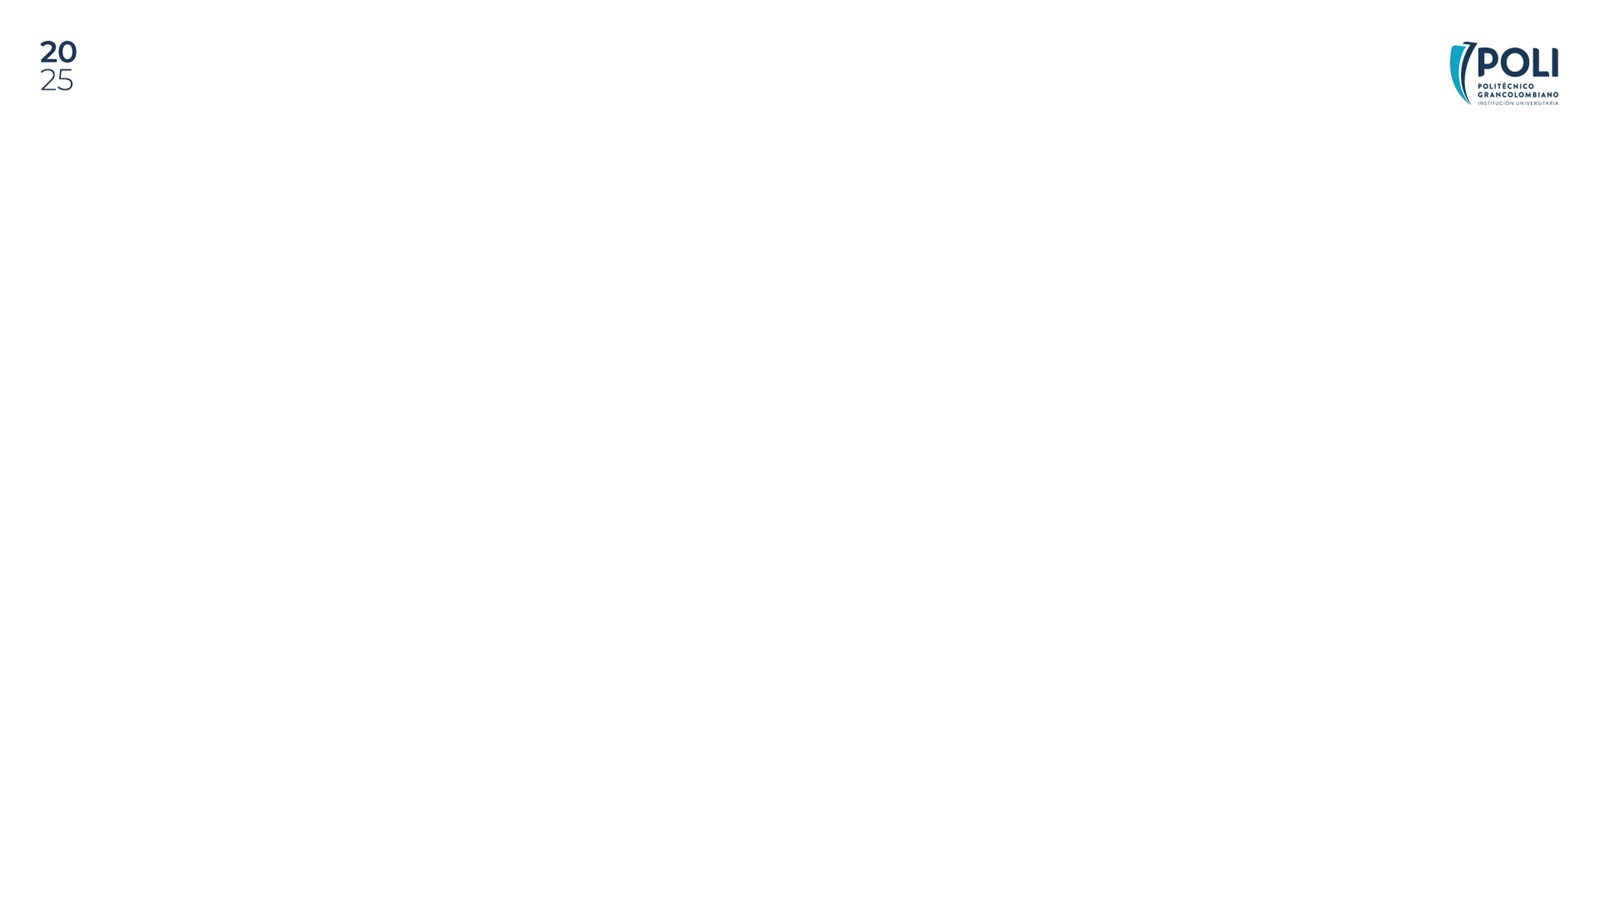 20
25
POLI
POLITÉCNICO
GRANCOLOMBIANO
INSTITUCIÓN UNIVERSITARIA